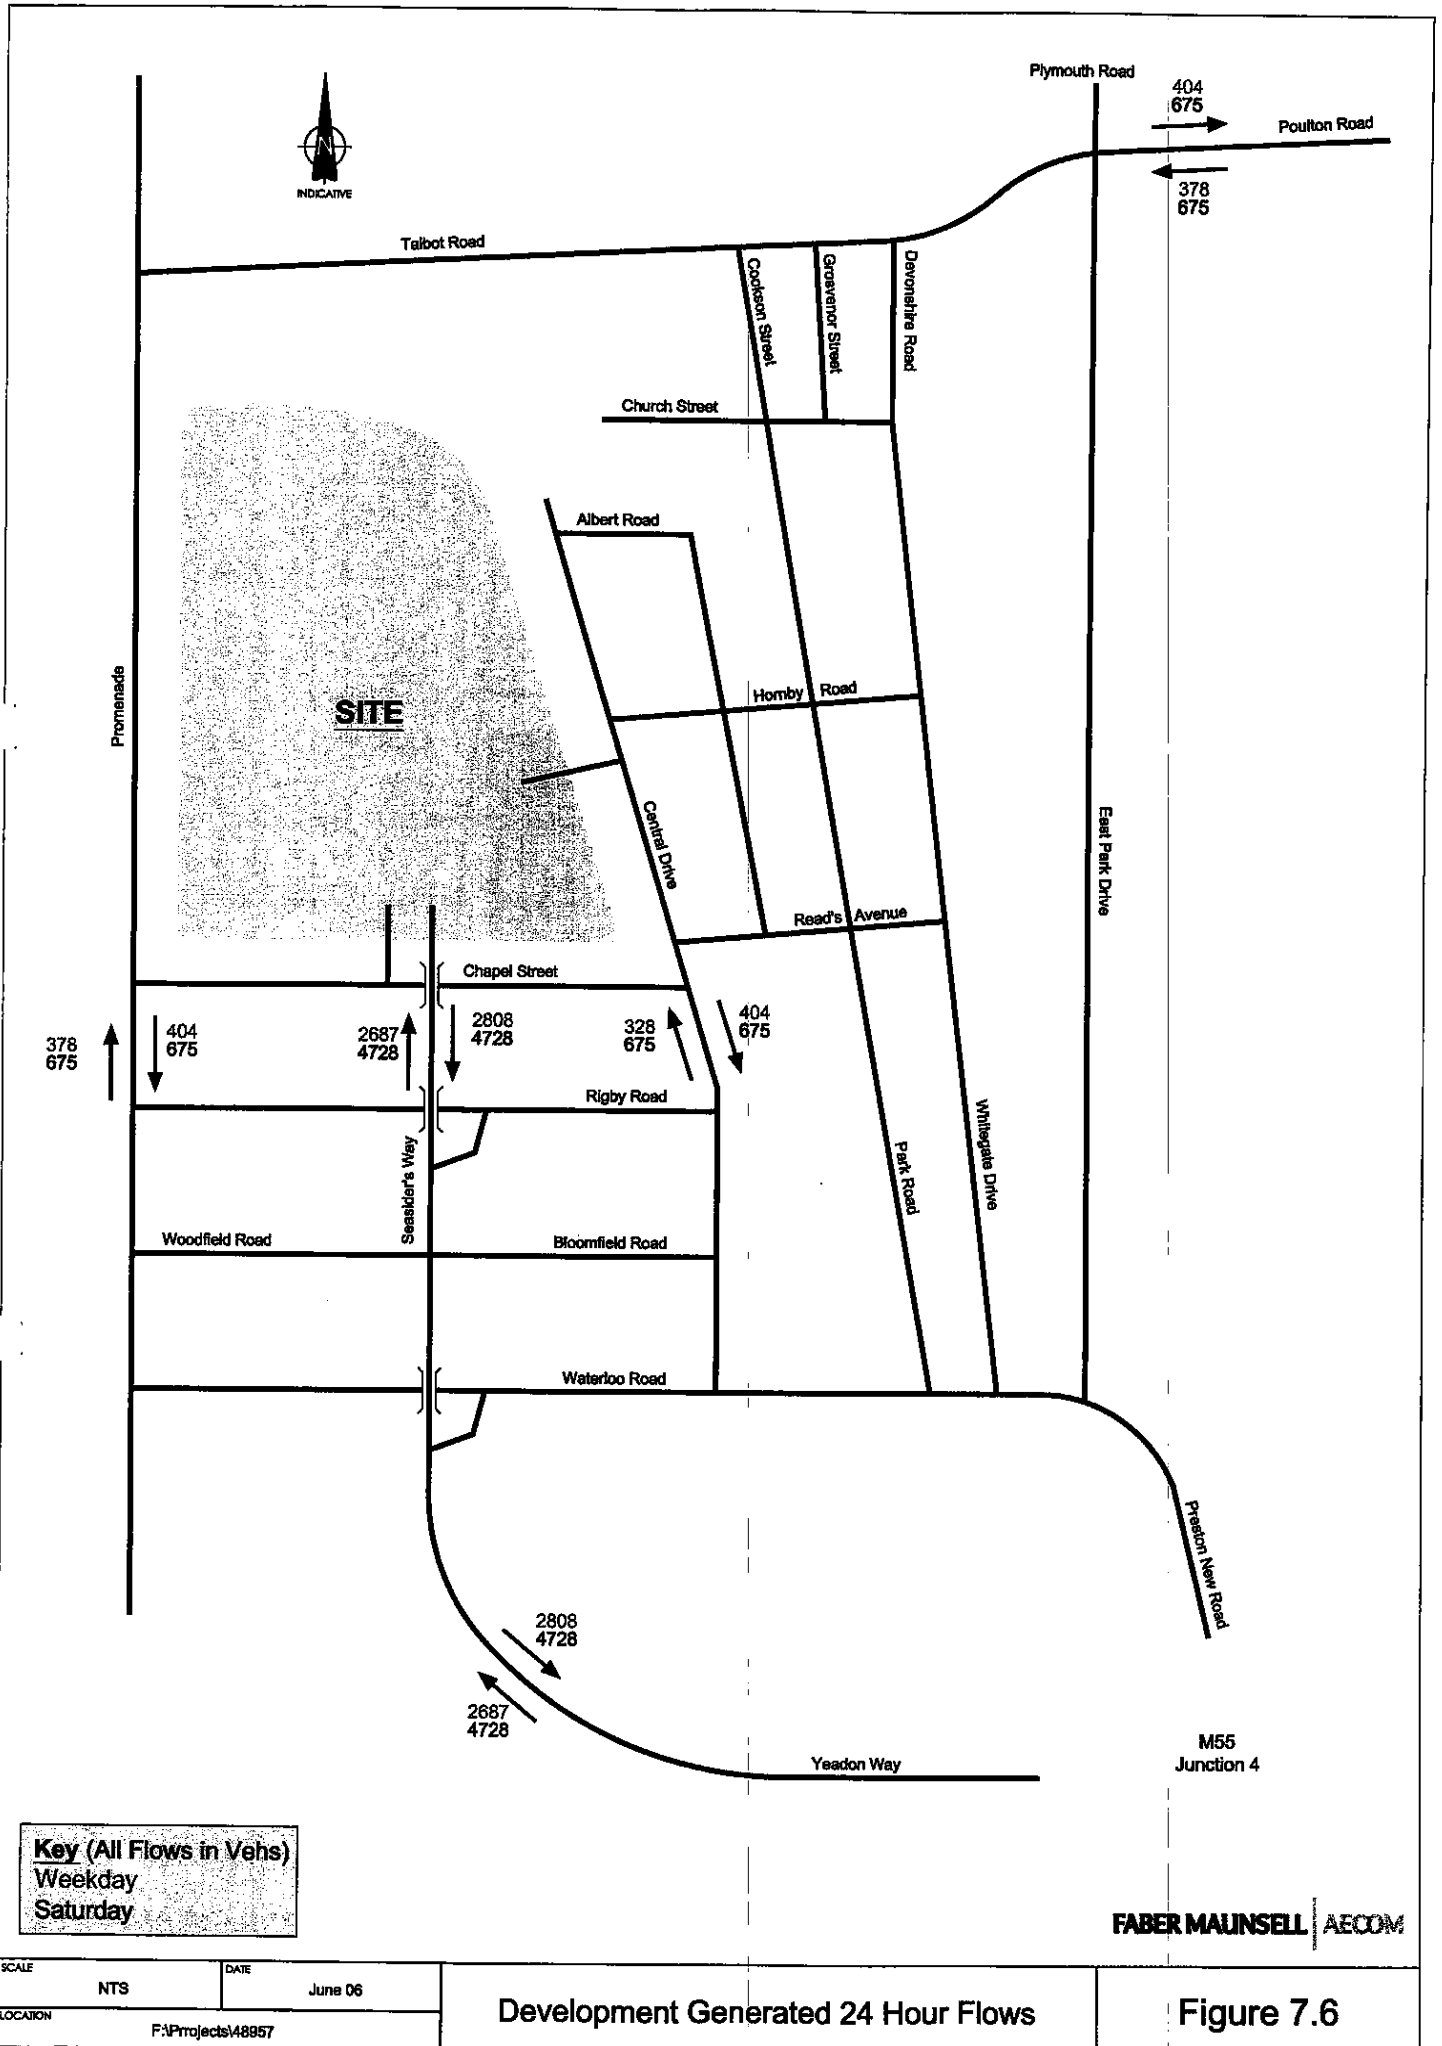 Plymouth Road
404
675
Poulton Road
378
675
N
INDICATIVE
Talbot Road
Cookson Street
Grosvenor Street
Devonshire Road
Church Street
Albert Road
Promenade
SITE
Hornby Road
Central Drive
East Park Drive
Read's Avenue
Chapel Street
378
675
404
675
2687
4728
2808
4728
328
675
404
675
Rigby Road
Seasider's Way
Park Road
Whitegate Drive
Woodfield Road
Bloomfield Road
Waterloo Road
Preston New Road
2808
4728
2687
4728
Yeadon Way
M55
Junction 4
Key (All Flows in Vehs)
Weekday
Saturday
FABER MAUNSELL AECOM
SCALE
NTS
DATE
June 06
LOCATION
F:\Prrojects\48957
Development Generated 24 Hour Flows
Figure 7.6